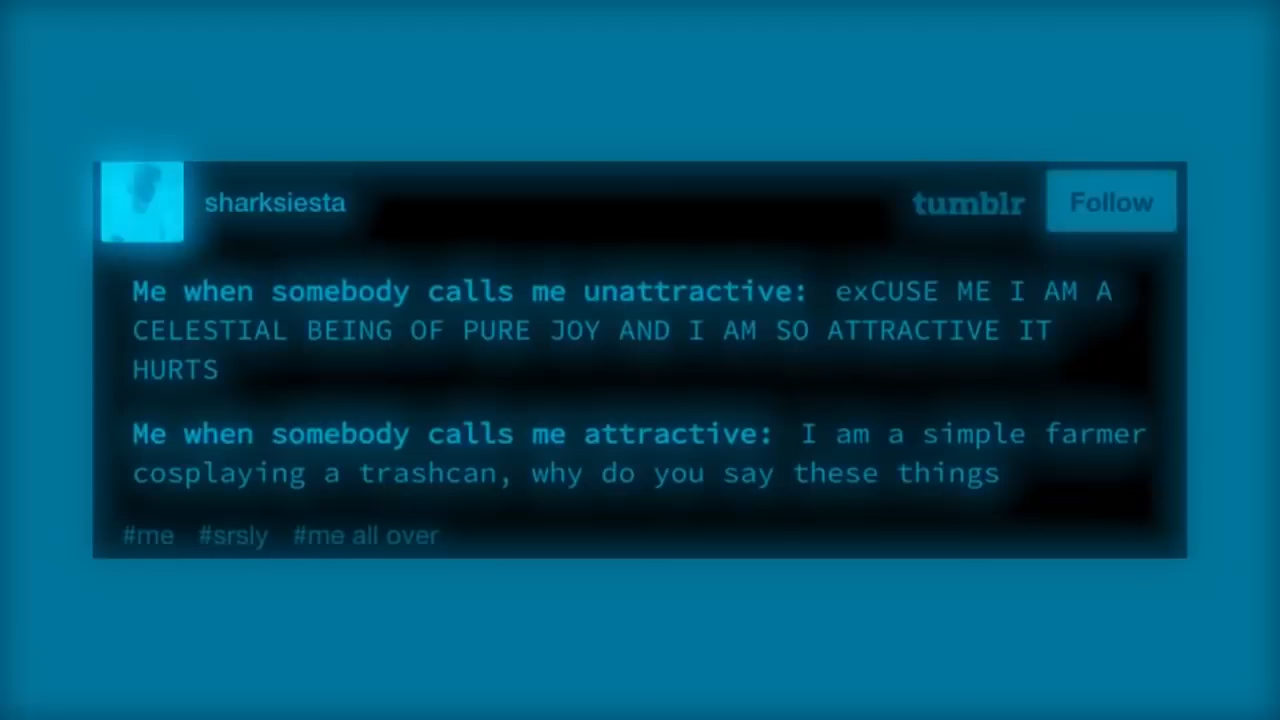 sharksiesta tumblr Follow
Me when somebody calls me unattractive: exCUSE ME I AM A
CELESTIAL BEING OF PURE JOY AND I AM SO ATTRACTIVE IT
HURTS
Me when somebody calls me attractive: I am a simple farmer
cosplaying a trashcan, why do you say these things
#me #srsly #me all over